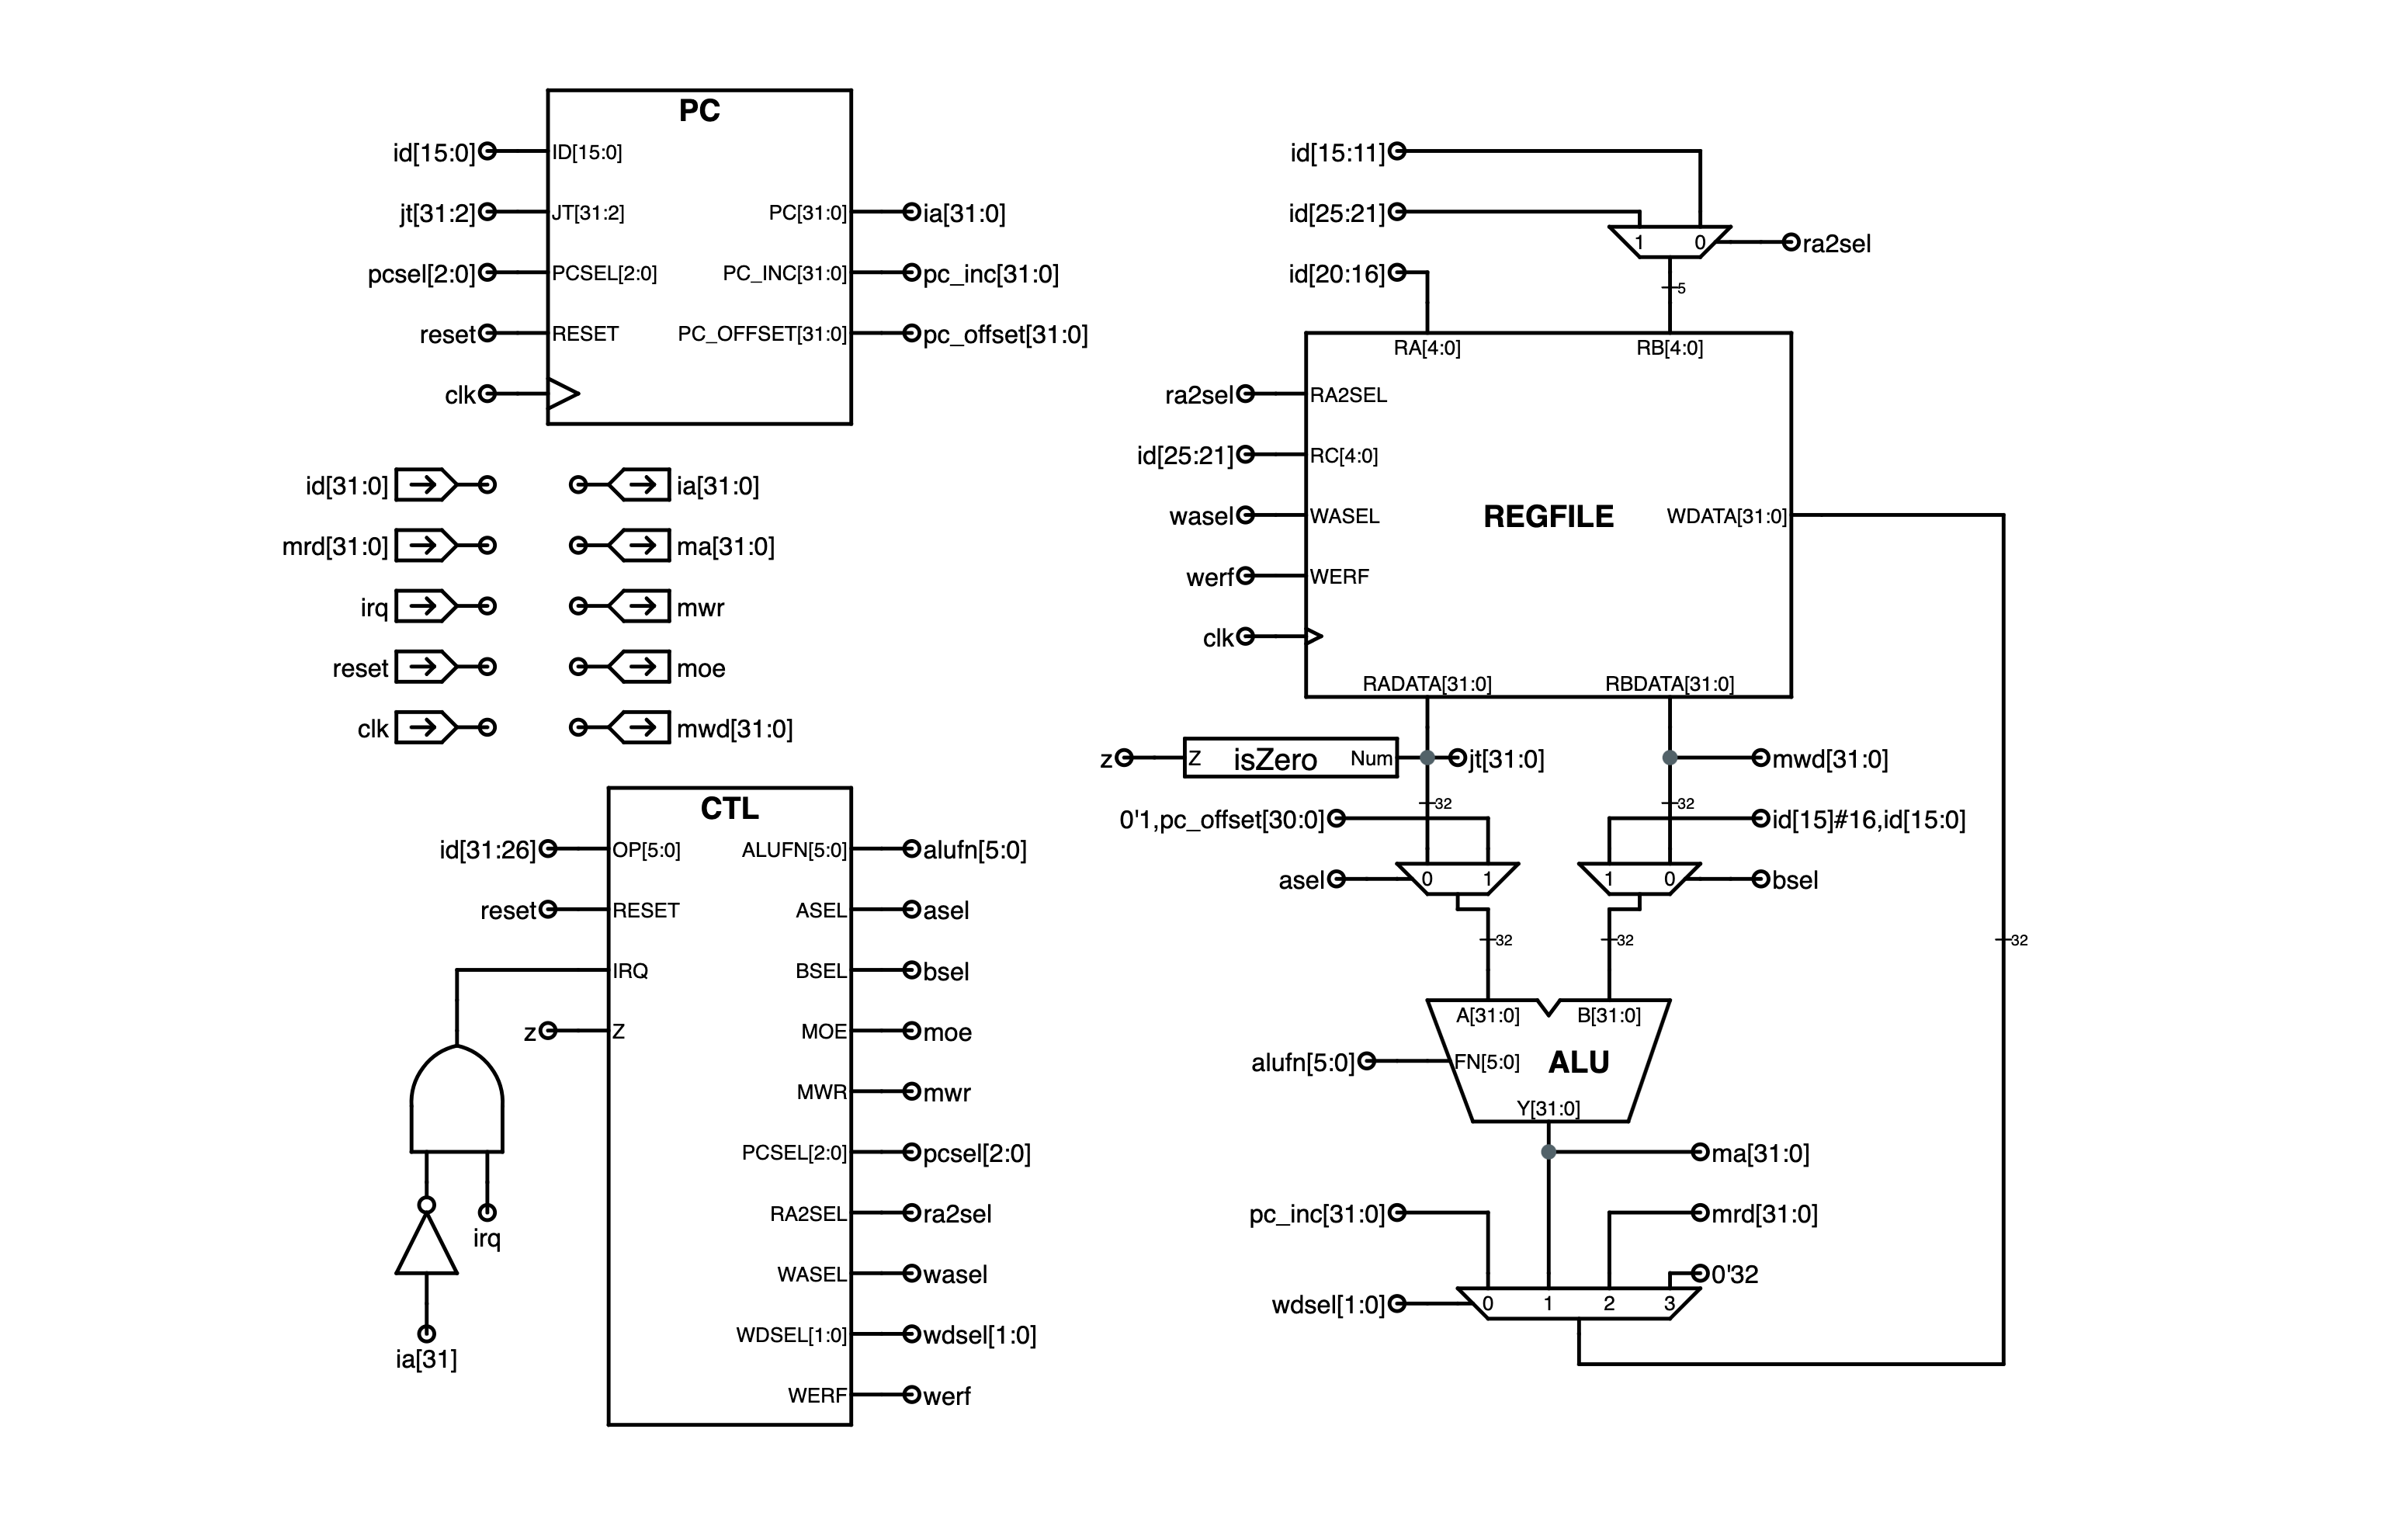 PC
id[15:0]
ID[15:0]
jt[31:2]
JT[31:2]
PC[31:0]
ia[31:0]
pcsel[2:0]
PCSEL[2:0]
PC_INC[31:0]
pc_inc[31:0]
reset
RESET
PC_OFFSET[31:0]
pc_offset[31:0]
clk
id[31:0]
ia[31:0]
mrd[31:0]
ma[31:0]
irq
mwr
reset
moe
clk
mwd[31:0]
CTL
id[31:26]
OP[5:0]
ALUFN[5:0]
alufn[5:0]
reset
RESET
ASEL
asel
IRQ
BSEL
bsel
z
Z
MOE
moe
MWR
mwr
PCSEL[2:0]
pcsel[2:0]
RA2SEL
ra2sel
irq
WASEL
wasel
WDSEL[1:0]
wdsel[1:0]
ia[31]
WERF
werf
id[15:11]
id[25:21]
1
0
ra2sel
id[20:16]
5
RA[4:0]
RB[4:0]
ra2sel
RA2SEL
id[25:21]
RC[4:0]
wasel
WASEL
REGFILE
WDATA[31:0]
werf
WERF
clk
RADATA[31:0]
RBDATA[31:0]
z
Z
isZero
Num
jt[31:0]
mwd[31:0]
32
32
0'1,pc_offset[30:0]
id[15]#16,id[15:0]
asel
0
1
1
0
bsel
32
32
32
A[31:0]
B[31:0]
alufn[5:0]
FN[5:0]
ALU
Y[31:0]
ma[31:0]
pc_inc[31:0]
mrd[31:0]
0'32
wdsel[1:0]
0
1
2
3